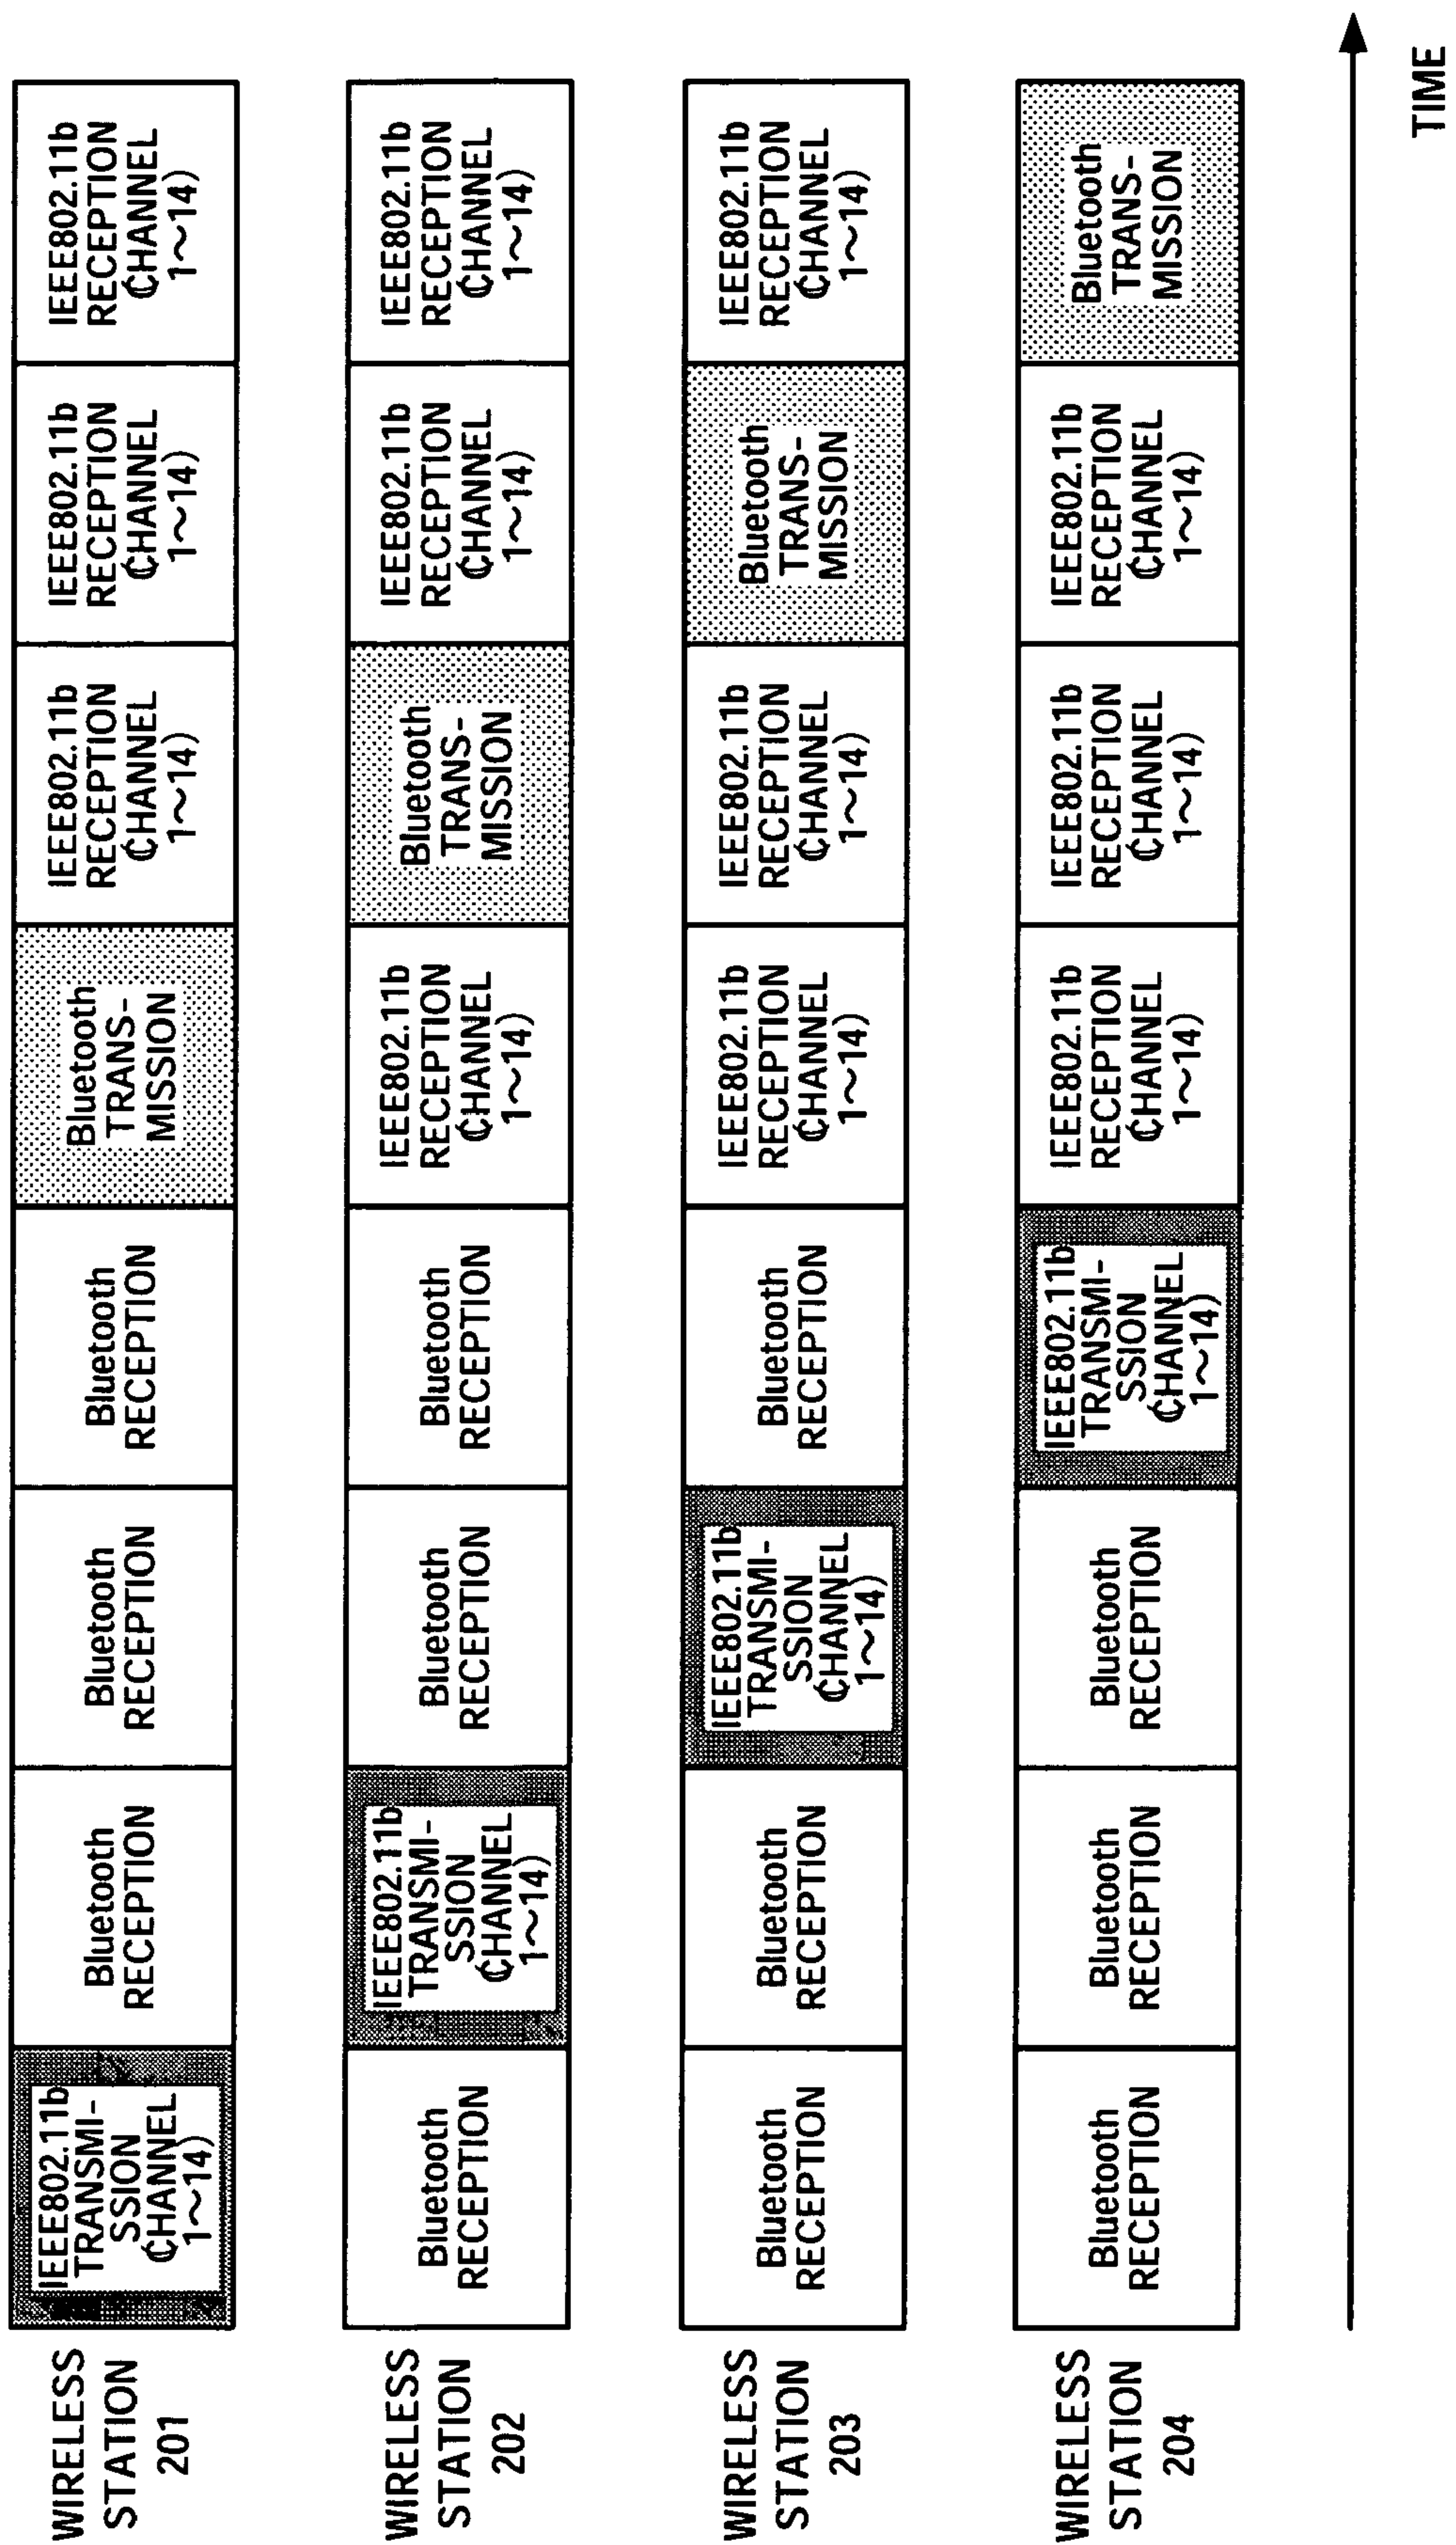 WIRELESS
STATION
201
IEEE802.11b
TRANSMI-
SSION
(CHANNEL
1～14)
Bluetooth
RECEPTION
Bluetooth
RECEPTION
Bluetooth
RECEPTION
Bluetooth
TRANS-
MISSION
IEEE802.11b
RECEPTION
(CHANNEL
1～14)
IEEE802.11b
RECEPTION
(CHANNEL
1～14)
IEEE802.11b
RECEPTION
(CHANNEL
1～14)
WIRELESS
STATION
202
Bluetooth
RECEPTION
IEEE802.11b
TRANSMI-
SSION
(CHANNEL
1～14)
Bluetooth
RECEPTION
Bluetooth
RECEPTION
IEEE802.11b
RECEPTION
(CHANNEL
1～14)
Bluetooth
TRANS-
MISSION
IEEE802.11b
RECEPTION
(CHANNEL
1～14)
IEEE802.11b
RECEPTION
(CHANNEL
1～14)
WIRELESS
STATION
203
Bluetooth
RECEPTION
Bluetooth
RECEPTION
IEEE802.11b
TRANSMI-
SSION
(CHANNEL
1～14)
Bluetooth
RECEPTION
IEEE802.11b
RECEPTION
(CHANNEL
1～14)
IEEE802.11b
RECEPTION
(CHANNEL
1～14)
Bluetooth
TRANS-
MISSION
IEEE802.11b
RECEPTION
(CHANNEL
1～14)
WIRELESS
STATION
204
Bluetooth
RECEPTION
Bluetooth
RECEPTION
Bluetooth
RECEPTION
IEEE802.11b
TRANSMI-
SSION
(CHANNEL
1～14)
IEEE802.11b
RECEPTION
(CHANNEL
1～14)
IEEE802.11b
RECEPTION
(CHANNEL
1～14)
IEEE802.11b
RECEPTION
(CHANNEL
1～14)
Bluetooth
TRANS-
MISSION
TIME